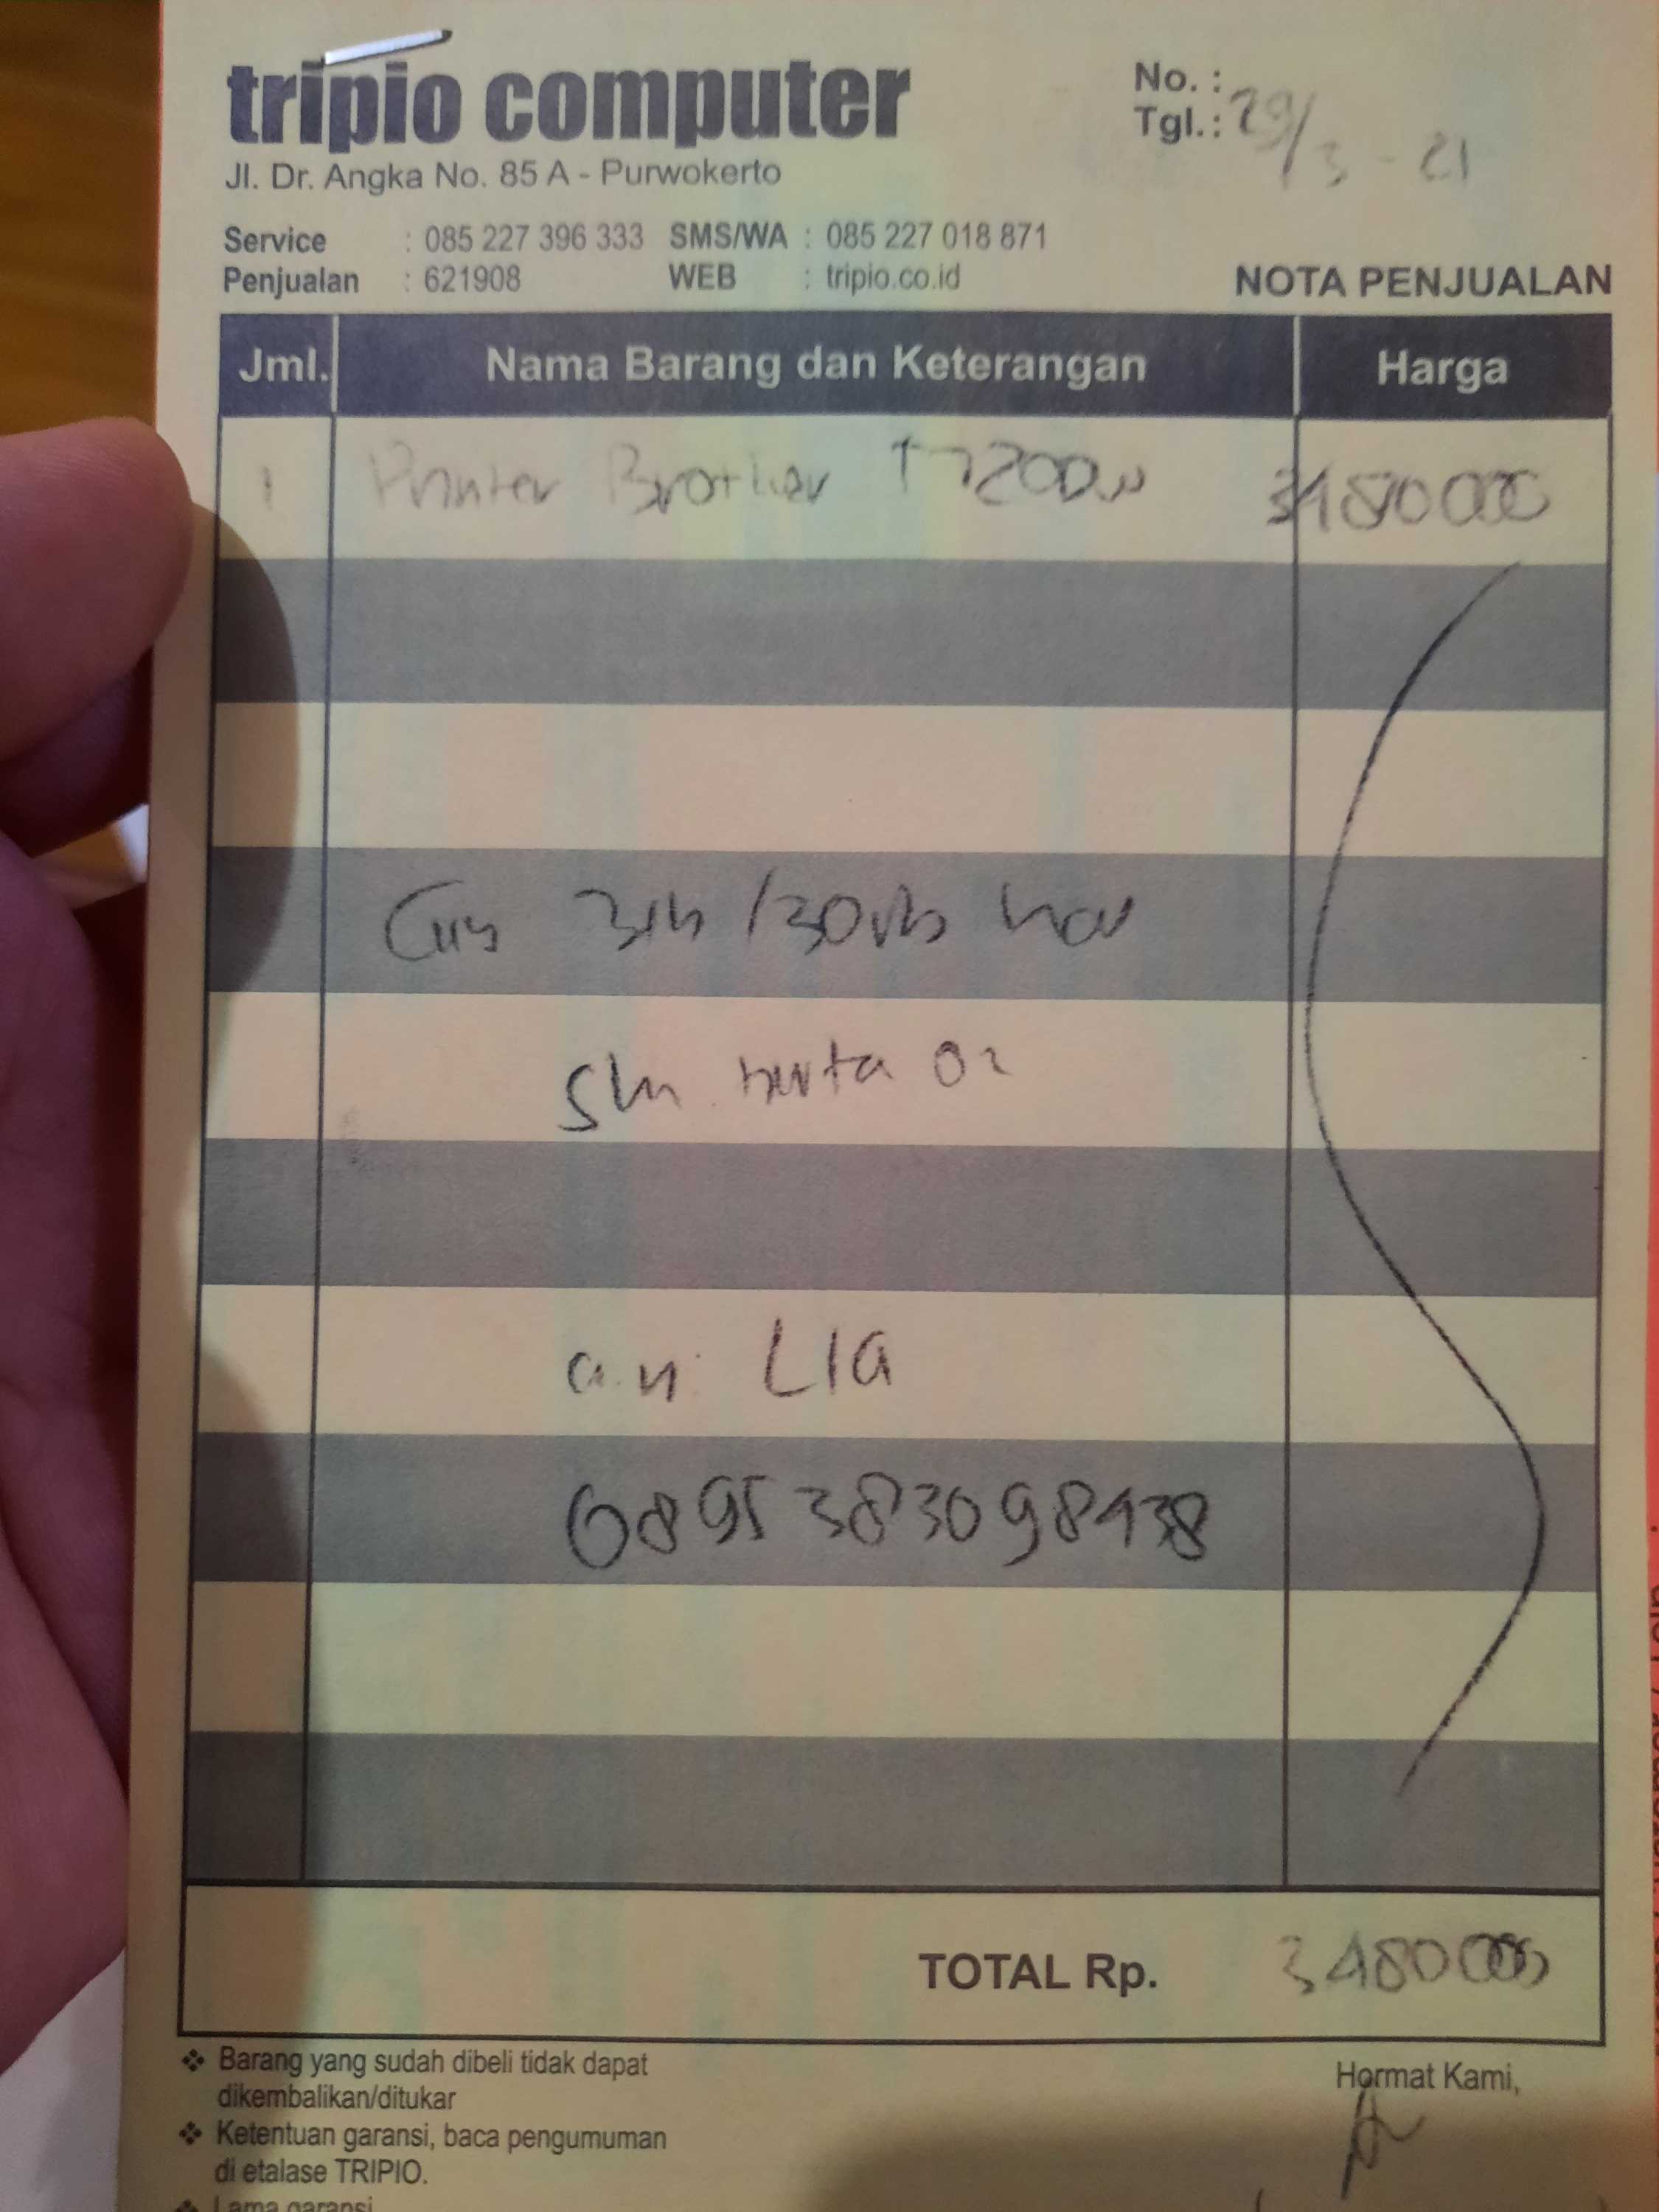 tripio computer
Jl. Dr. Angka No. 85 A - Purwokerto
No. :
Tgl. : 29/3 - 21
Service : 085 227 396 333 SMS/WA : 085 227 018 871
Penjualan : 621908 WEB : tripio.co.id
NOTA PENJUALAN
Jml. Nama Barang dan Keterangan Harga
1 Printer Brother T720DW 3480000
3th
a.n. LIA
0895383098438
TOTAL Rp. 3480000
❖ Barang yang sudah dibeli tidak dapat
dikembalikan/ditukar
❖ Ketentuan garansi, baca pengumuman
di etalase TRIPIO.
❖ Lama garansi
Hormat Kami,